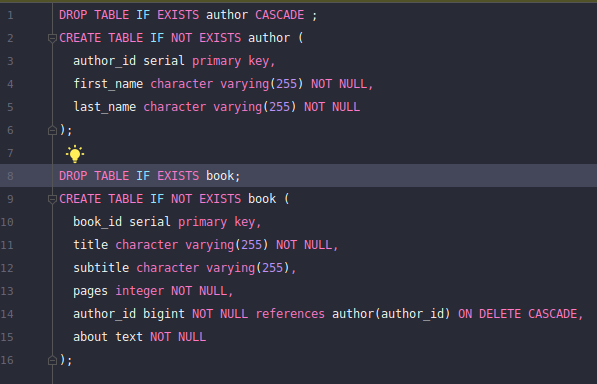 1 DROP TABLE IF EXISTS author CASCADE ;
2 CREATE TABLE IF NOT EXISTS author (
3 author_id serial primary key,
4 first_name character varying(255) NOT NULL,
5 last_name character varying(255) NOT NULL
6 );
7
8 DROP TABLE IF EXISTS book;
9 CREATE TABLE IF NOT EXISTS book (
10 book_id serial primary key,
11 title character varying(255) NOT NULL,
12 subtitle character varying(255),
13 pages integer NOT NULL,
14 author_id bigint NOT NULL references author(author_id) ON DELETE CASCADE,
15 about text NOT NULL
16 );